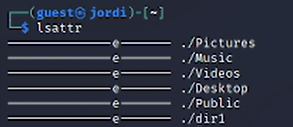 ┌──(guest㉿jordi)-[~]
└─$ lsattr
--------------e------- ./Pictures
--------------e------- ./Music
--------------e------- ./Videos
--------------e------- ./Desktop
--------------e------- ./Public
--------------e------- ./dir1